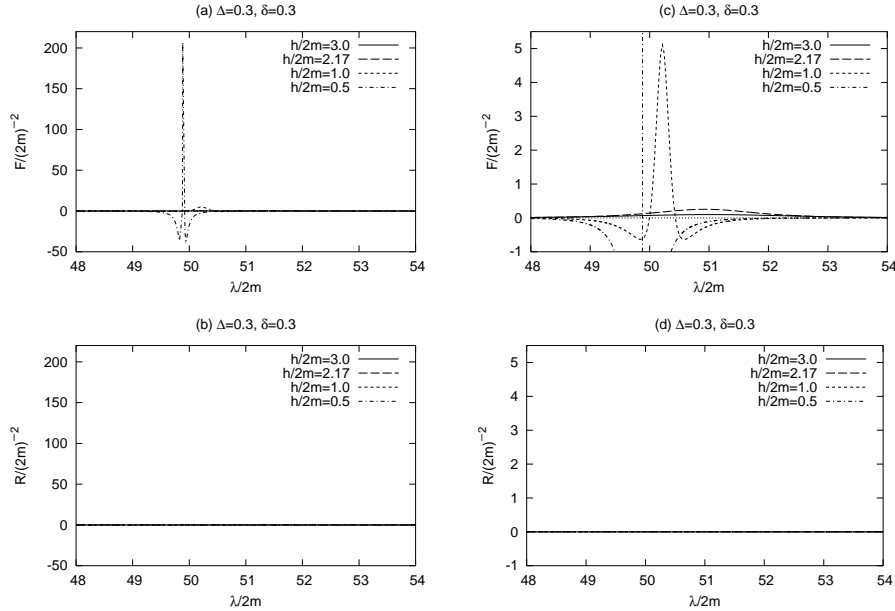 (a) Δ=0.3, δ=0.3
F/(2m)⁻²
200
150
100
50
0
-50
h/2m=3.0
h/2m=2.17
h/2m=1.0
h/2m=0.5
48 49 50 51 52 53 54
λ/2m
(c) Δ=0.3, δ=0.3
F/(2m)⁻²
5
4
3
2
1
0
-1
h/2m=3.0
h/2m=2.17
h/2m=1.0
h/2m=0.5
48 49 50 51 52 53 54
λ/2m
(b) Δ=0.3, δ=0.3
R/(2m)⁻²
200
150
100
50
0
-50
h/2m=3.0
h/2m=2.17
h/2m=1.0
h/2m=0.5
48 49 50 51 52 53 54
λ/2m
(d) Δ=0.3, δ=0.3
R/(2m)⁻²
5
4
3
2
1
0
-1
h/2m=3.0
h/2m=2.17
h/2m=1.0
h/2m=0.5
48 49 50 51 52 53 54
λ/2m